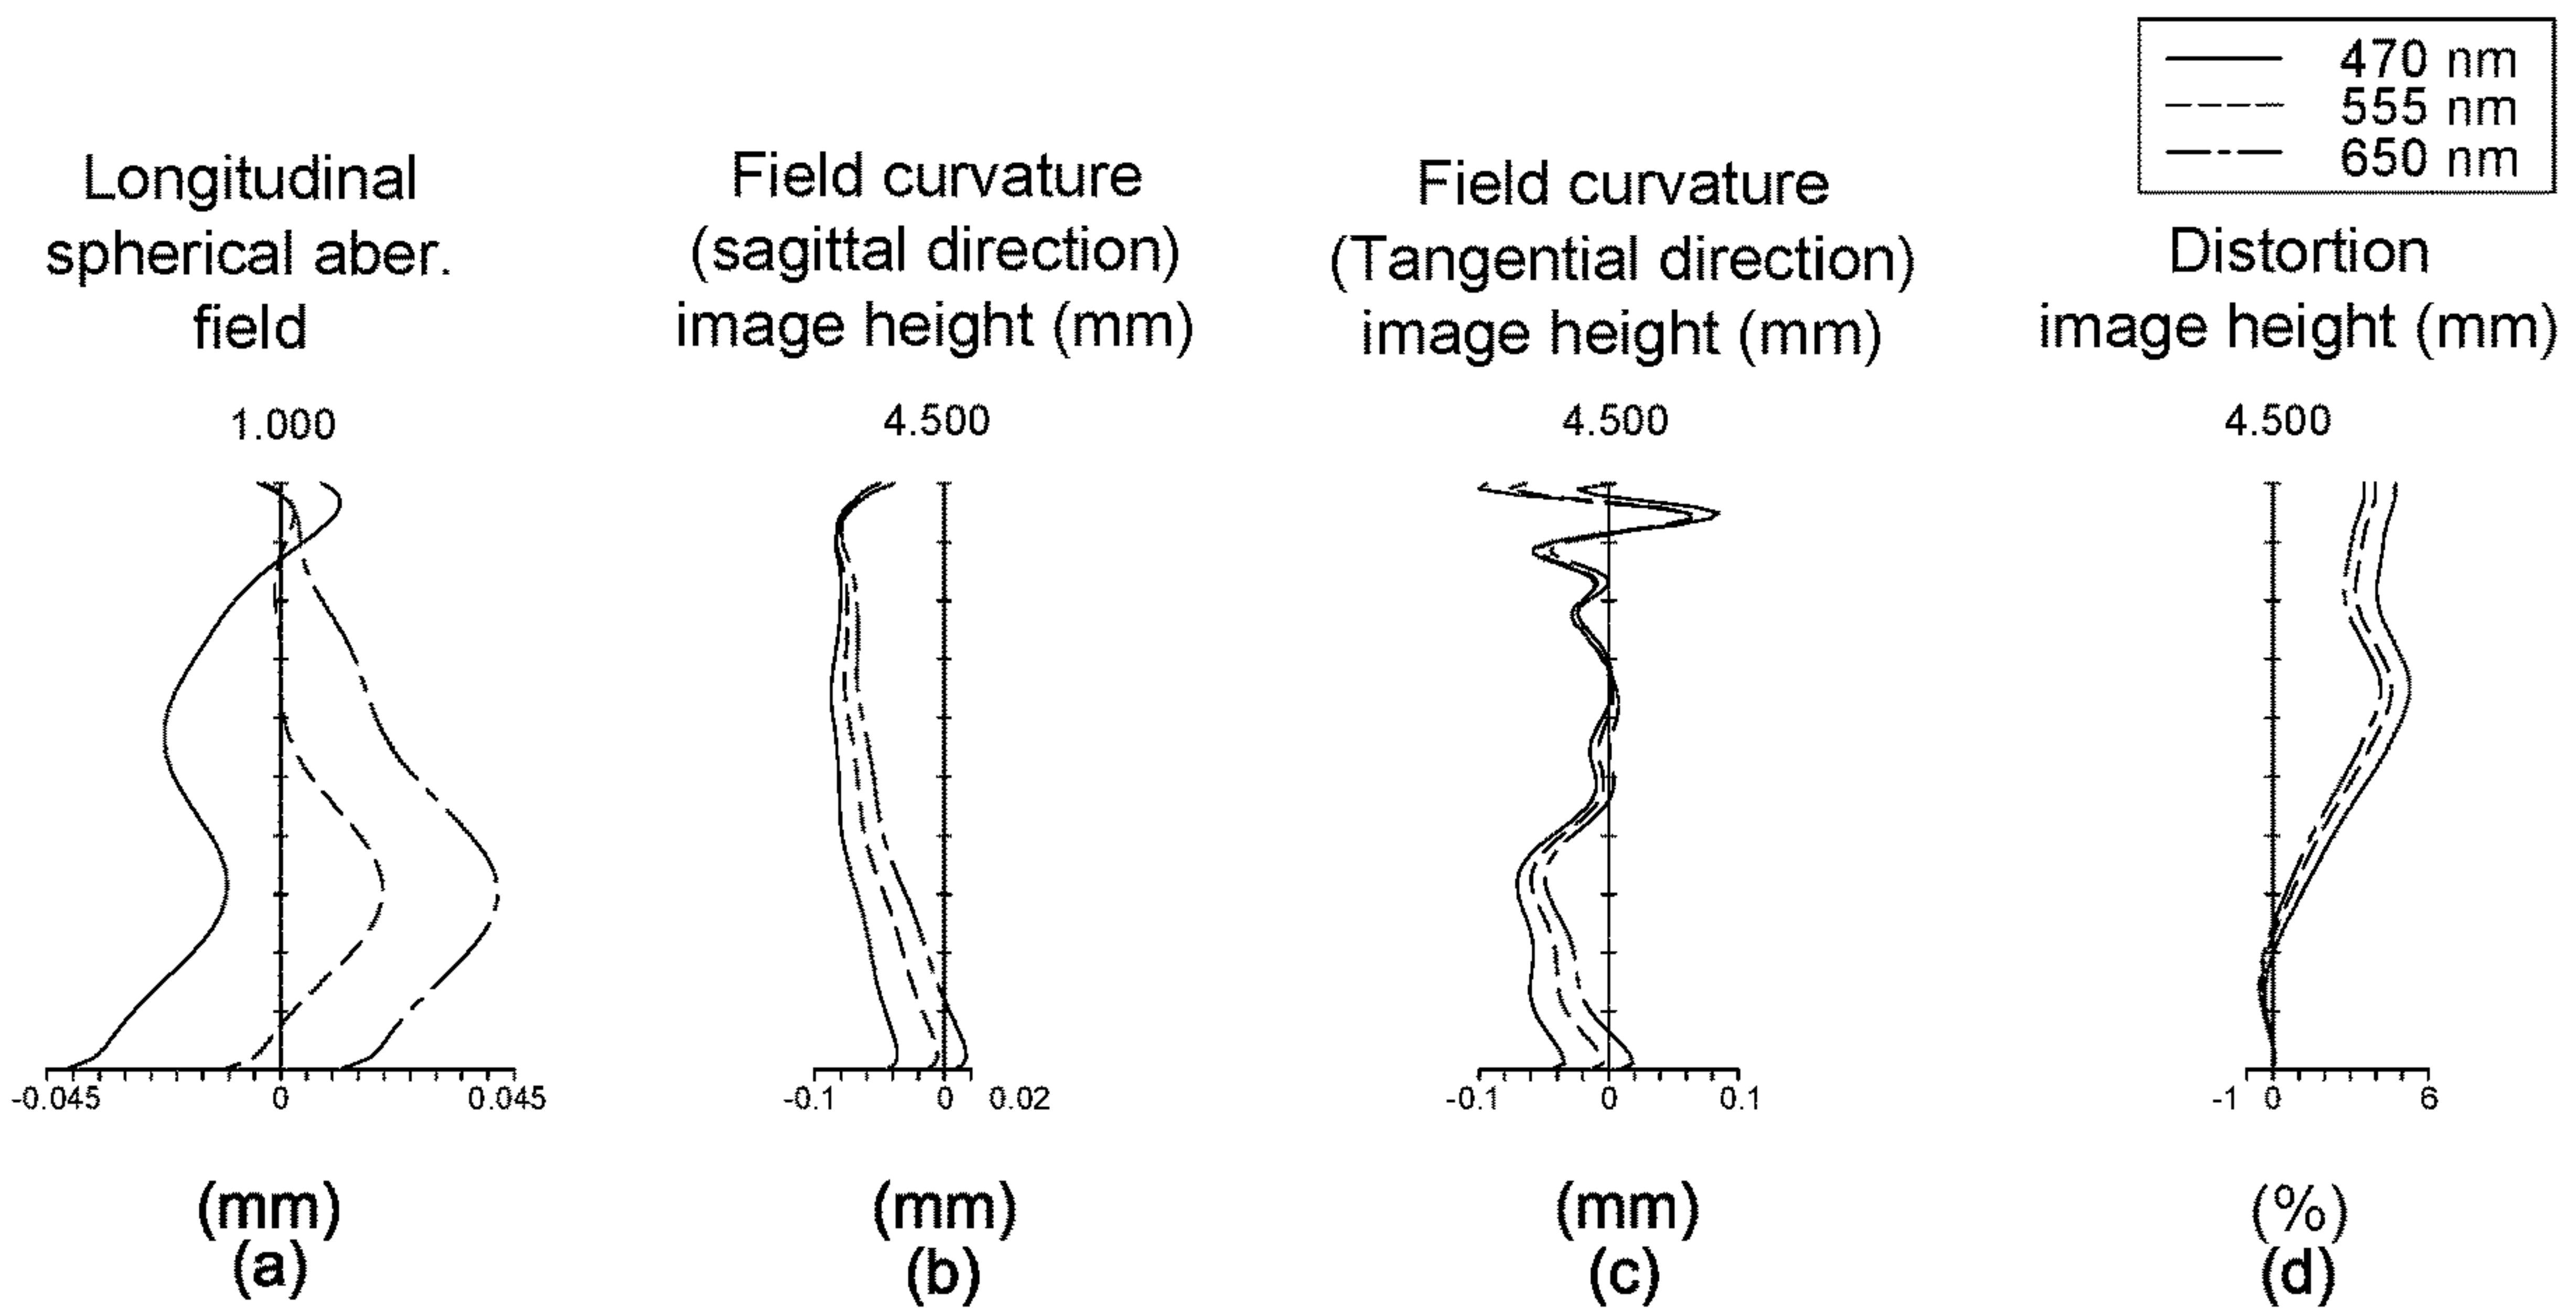 470 nm
555 nm
650 nm
Longitudinal
spherical aber.
field
1.000
-0.045 0 0.045
(mm)
(a)
Field curvature
(sagittal direction)
image height (mm)
4.500
-0.1 0 0.02
(mm)
(b)
Field curvature
(Tangential direction)
image height (mm)
4.500
-0.1 0 0.1
(mm)
(c)
Distortion
image height (mm)
4.500
-1 0 6
(%)
(d)